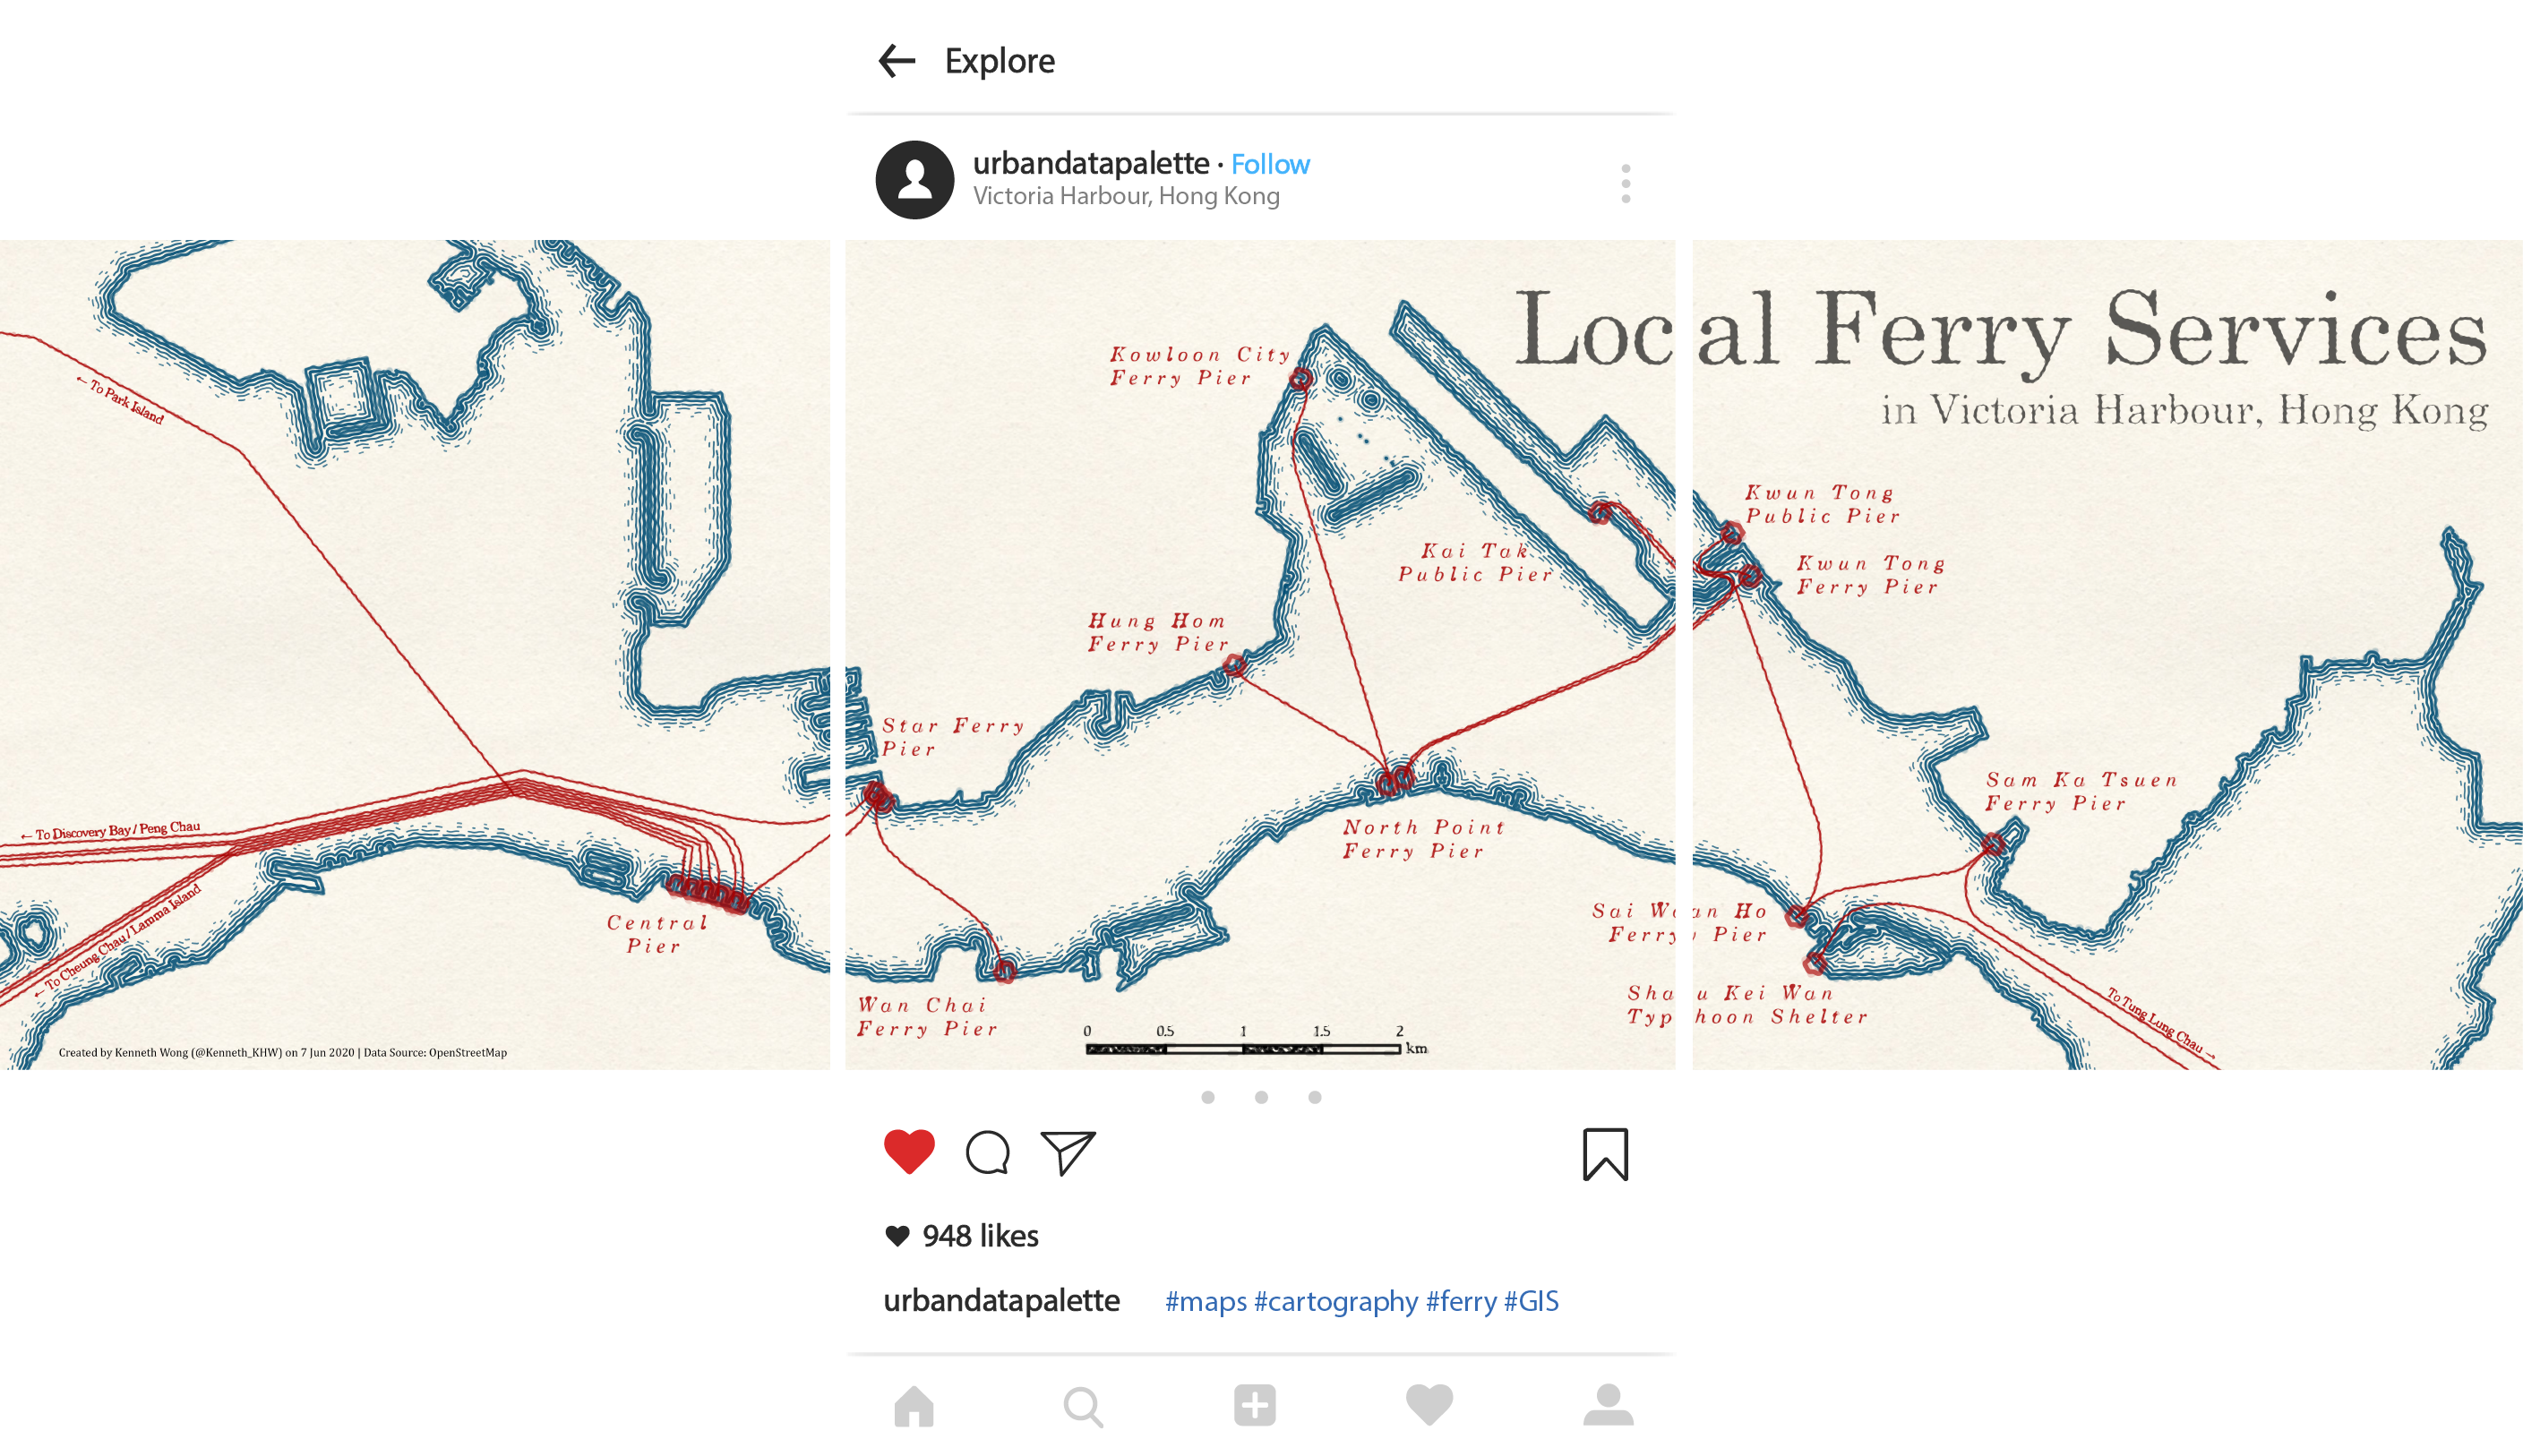 Explore
urbandatapalette · Follow
Victoria Harbour, Hong Kong
Local Ferry Services
in Victoria Harbour, Hong Kong
← To Park Island
← To Discovery Bay / Peng Chau
← To Cheung Chau / Lamma Island
Central
Pier
Created by Kenneth Wong (@Kenneth_KHW) on 7 Jun 2020 | Data Source: OpenStreetMap
Kowloon City
Ferry Pier
Kai Tak
Public Pier
Hung Hom
Ferry Pier
Star Ferry
Pier
North Point
Ferry Pier
Wan Chai
Ferry Pier
0 0.5 1 1.5 2
km
Kwun Tong
Public Pier
Kwun Tong
Ferry Pier
Sam Ka Tsuen
Ferry Pier
Sai Wan Ho
Ferry Pier
Shau Kei Wan
Typhoon Shelter
To Tung Lung Chau →
948 likes
urbandatapalette #maps #cartography #ferry #GIS